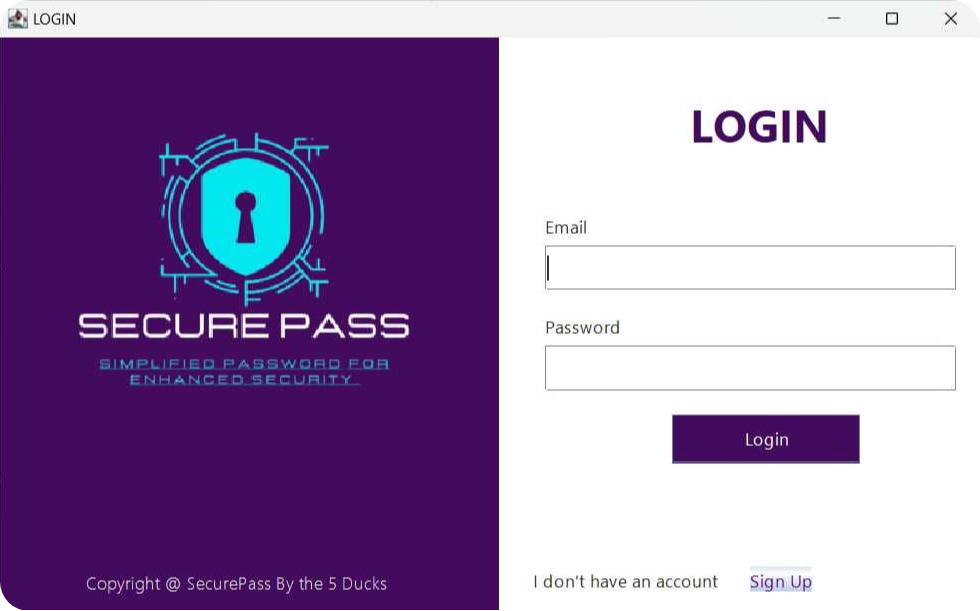 LOGIN
SECURE PASS
SIMPLIFIED PASSWORD FOR
ENHANCED SECURITY
Copyright @ SecurePass By the 5 Ducks
LOGIN
Email
Password
Login
I don't have an account Sign Up